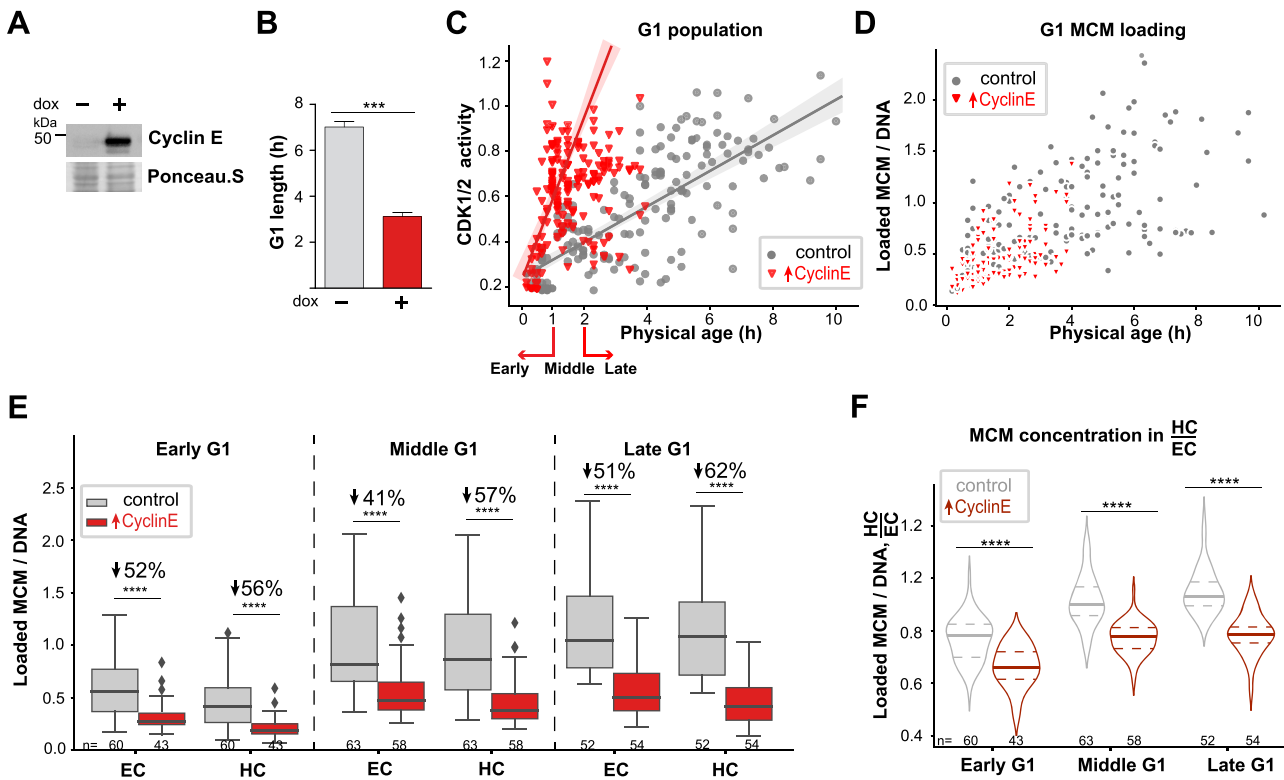 A
dox − +
kDa
50
Cyclin E
Ponceau.S
B
G1 length (h)
8
6
4
2
***
dox − +
C
G1 population
CDK1/2 activity
1.2
1.0
0.8
0.6
0.4
0.2
control
↑CyclinE
0 1 2 4 6 8 10
Physical age (h)
Early Middle Late
D
G1 MCM loading
control
↑CyclinE
Loaded MCM / DNA
2.0
1.5
1.0
0.5
0.0
0 2 4 6 8 10
Physical age (h)
E
Early G1 Middle G1 Late G1
Loaded MCM / DNA
2.5
2.0
1.5
1.0
0.5
0.0
control
↑CyclinE
↓52%
****
↓56%
****
↓41%
****
↓57%
****
↓51%
****
↓62%
****
n= 60 43 60 43 63 58 63 58 52 54 52 54
EC HC EC HC EC HC
F
MCM concentration in HC
EC
control
↑CyclinE
Loaded MCM / DNA, HC
EC
1.2
1.2
0.8
0.6
0.4
****
****
****
n= 60 43 63 58 52 54
Early G1 Middle G1 Late G1